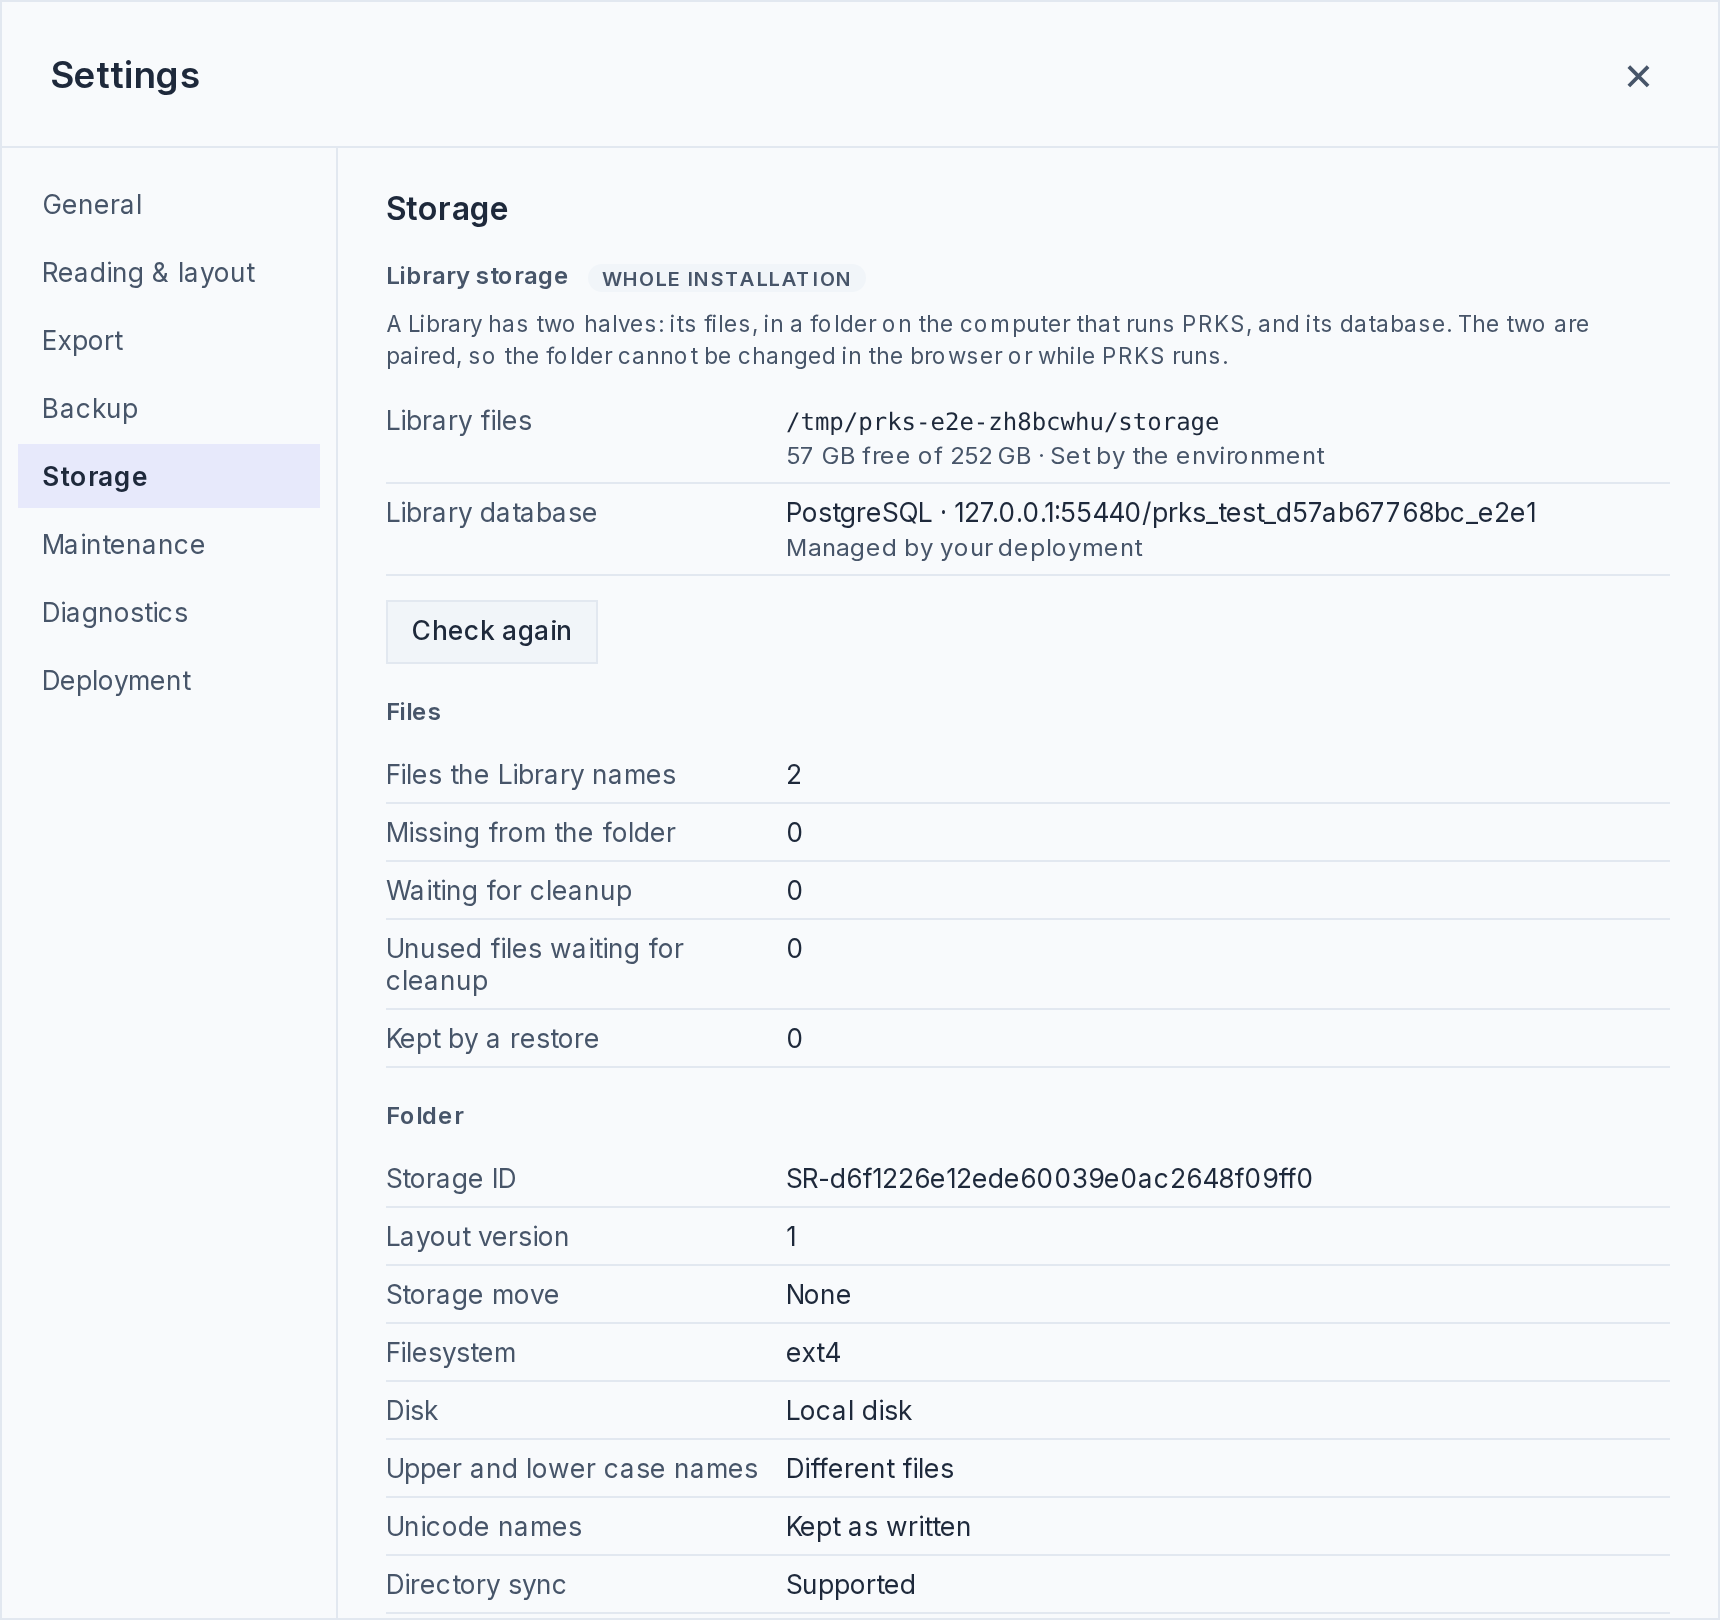 Settings
×
General
Reading & layout
Export
Backup
Storage
Maintenance
Diagnostics
Deployment
Storage
Library storage WHOLE INSTALLATION
A Library has two halves: its files, in a folder on the computer that runs PRKS, and its database. The two are
paired, so the folder cannot be changed in the browser or while PRKS runs.
Library files /tmp/prks-e2e-zh8bcwhu/storage
57 GB free of 252 GB · Set by the environment
Library database PostgreSQL · 127.0.0.1:55440/prks_test_d57ab67768bc_e2e1
Managed by your deployment
Check again
Files
Files the Library names 2
Missing from the folder 0
Waiting for cleanup 0
Unused files waiting for 0
cleanup
Kept by a restore 0
Folder
Storage ID SR-d6f1226e12ede60039e0ac2648f09ff0
Layout version 1
Storage move None
Filesystem ext4
Disk Local disk
Upper and lower case names Different files
Unicode names Kept as written
Directory sync Supported